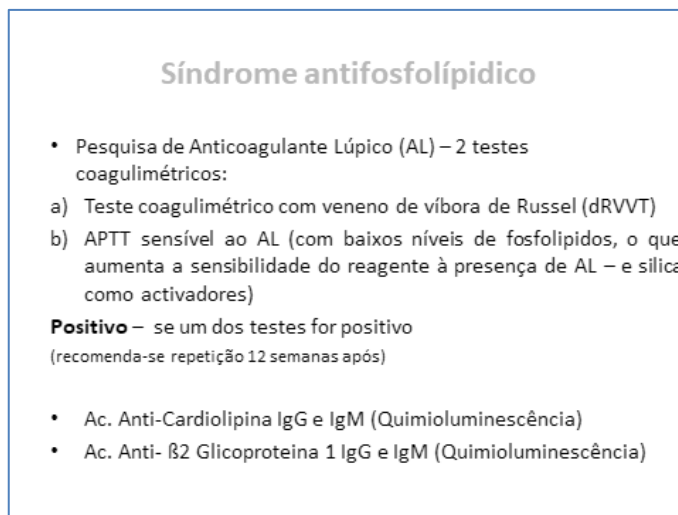 Síndrome antifosfolípidico
• Pesquisa de Anticoagulante Lúpico (AL) – 2 testes
coagulimétricos:
a) Teste coagulimétrico com veneno de víbora de Russel (dRVVT)
b) APTT sensível ao AL (com baixos níveis de fosfolipidos, o que
aumenta a sensibilidade do reagente à presença de AL – e silica
como activadores)
Positivo – se um dos testes for positivo
(recomenda-se repetição 12 semanas após)
• Ac. Anti-Cardiolipina IgG e IgM (Quimioluminescência)
• Ac. Anti- ß2 Glicoproteina 1 IgG e IgM (Quimioluminescência)